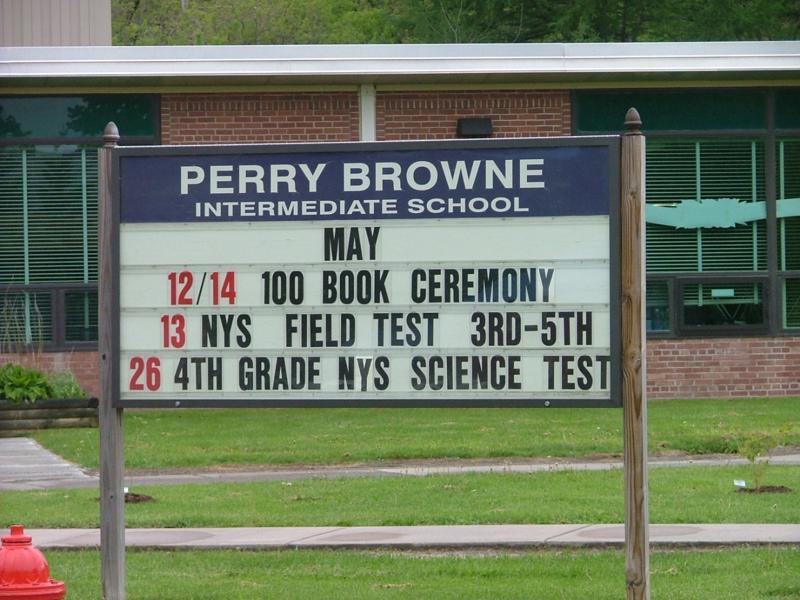 PERRY BROWNE
INTERMEDIATE SCHOOL
MAY
12/14 100 BOOK CEREMONY
13 NYS FIELD TEST 3RD-5TH
26 4TH GRADE NYS SCIENCE TEST